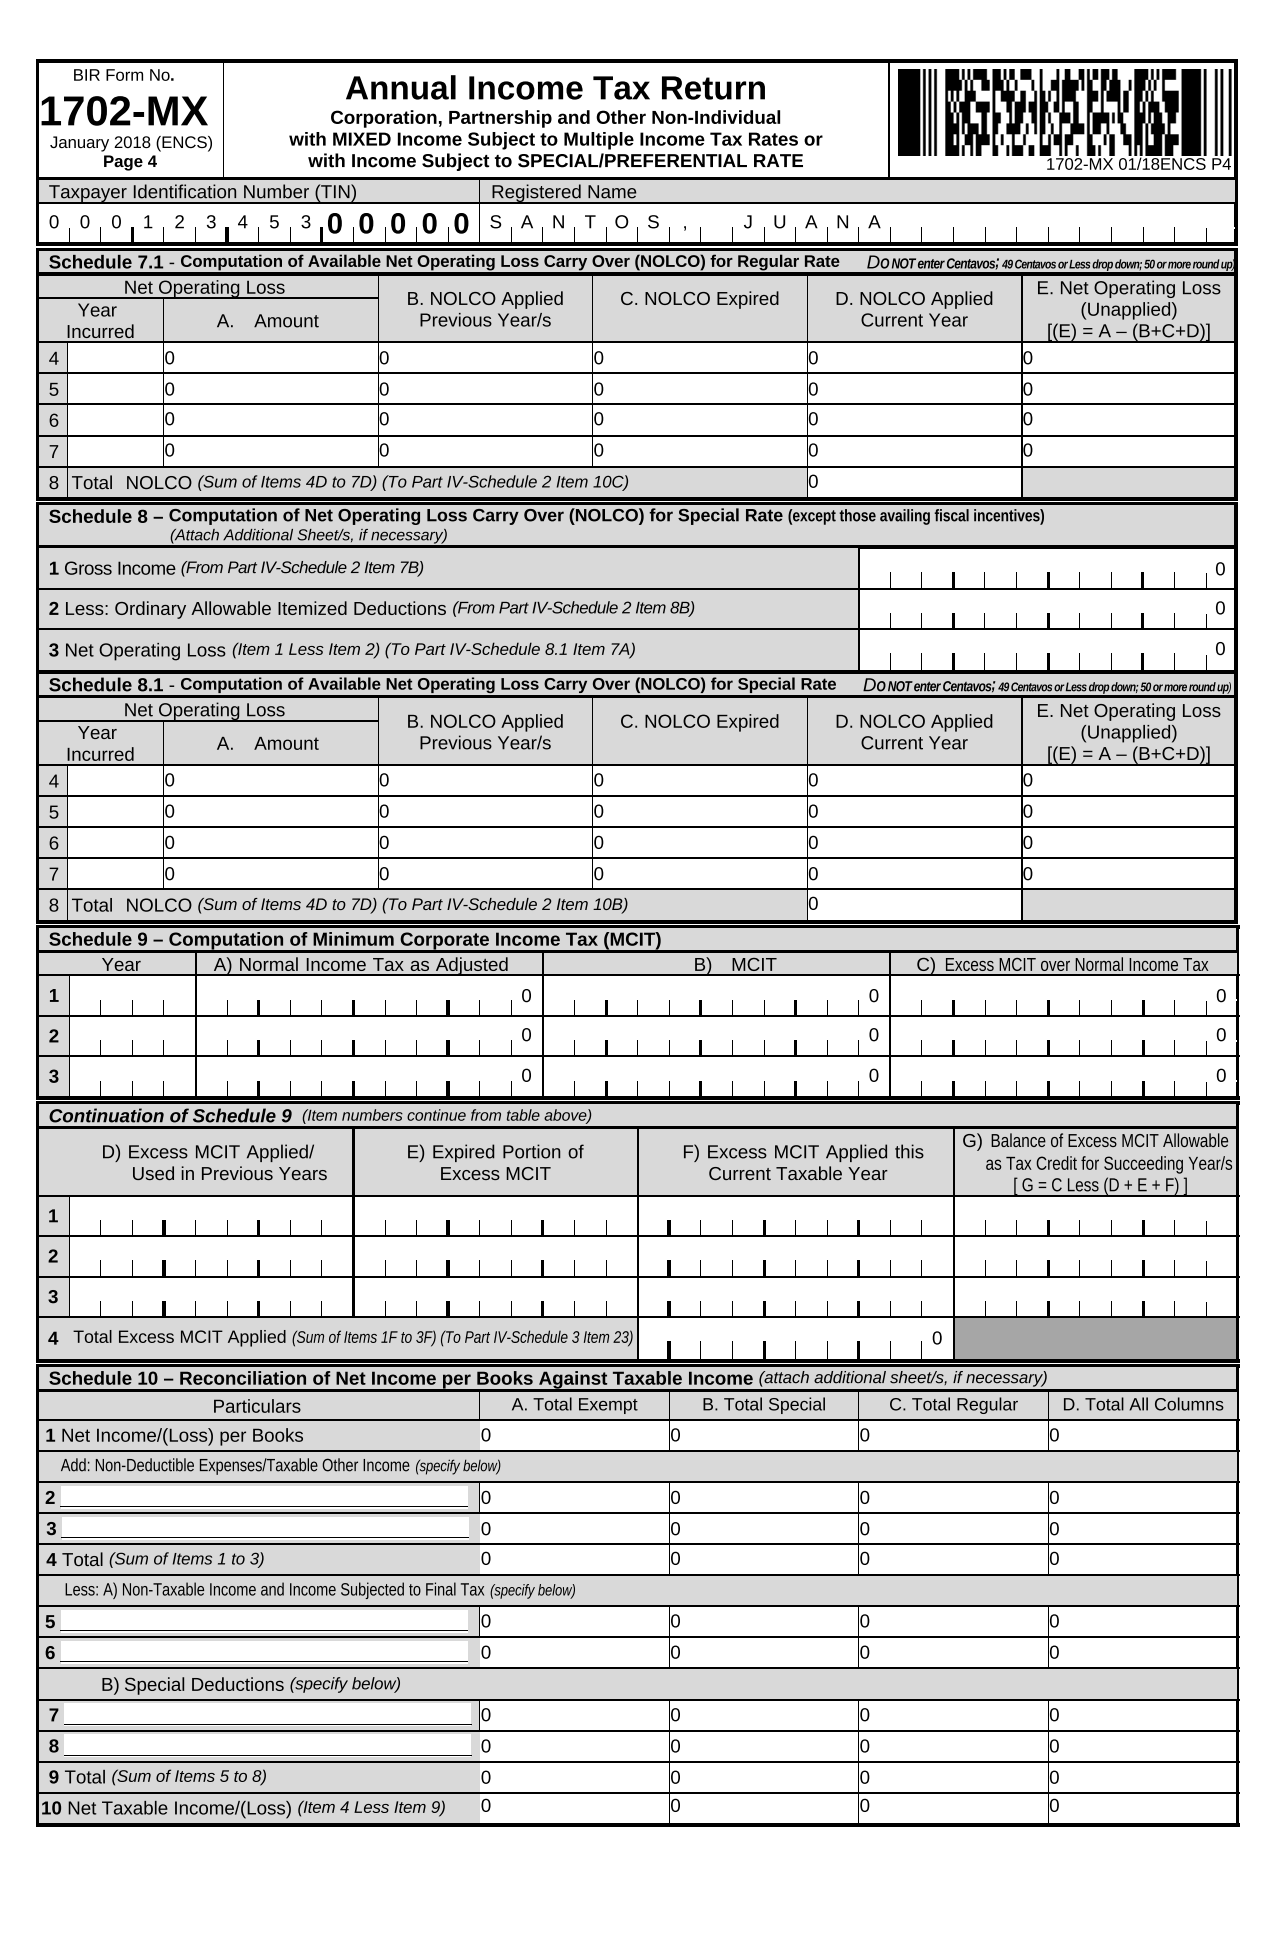 BIR Form No.
1702-MX
January 2018 (ENCS)
Page 4
Annual Income Tax Return
Corporation, Partnership and Other Non-Individual
with MIXED Income Subject to Multiple Income Tax Rates or
with Income Subject to SPECIAL/PREFERENTIAL RATE
1702-MX 01/18ENCS P4
Taxpayer Identification Number (TIN) Registered Name
0 0 0 1 2 3 4 5 3 0 0 0 0 0 S A N T O S , J U A N A
Schedule 7.1 - Computation of Available Net Operating Loss Carry Over (NOLCO) for Regular Rate DO NOT enter Centavos; 49 Centavos or Less drop down; 50 or more round up)
Net Operating Loss
Year Incurred
A. Amount
B. NOLCO Applied Previous Year/s
C. NOLCO Expired
D. NOLCO Applied Current Year
E. Net Operating Loss (Unapplied) [(E) = A – (B+C+D)]
4 0 0 0 0 0
5 0 0 0 0 0
6 0 0 0 0 0
7 0 0 0 0 0
8 Total NOLCO (Sum of Items 4D to 7D) (To Part IV-Schedule 2 Item 10C) 0
Schedule 8 – Computation of Net Operating Loss Carry Over (NOLCO) for Special Rate (except those availing fiscal incentives)
(Attach Additional Sheet/s, if necessary)
1 Gross Income (From Part IV-Schedule 2 Item 7B) 0
2 Less: Ordinary Allowable Itemized Deductions (From Part IV-Schedule 2 Item 8B) 0
3 Net Operating Loss (Item 1 Less Item 2) (To Part IV-Schedule 8.1 Item 7A) 0
Schedule 8.1 - Computation of Available Net Operating Loss Carry Over (NOLCO) for Special Rate DO NOT enter Centavos; 49 Centavos or Less drop down; 50 or more round up)
Net Operating Loss
Year Incurred
A. Amount
B. NOLCO Applied Previous Year/s
C. NOLCO Expired
D. NOLCO Applied Current Year
E. Net Operating Loss (Unapplied) [(E) = A – (B+C+D)]
4 0 0 0 0 0
5 0 0 0 0 0
6 0 0 0 0 0
7 0 0 0 0 0
8 Total NOLCO (Sum of Items 4D to 7D) (To Part IV-Schedule 2 Item 10B) 0
Schedule 9 – Computation of Minimum Corporate Income Tax (MCIT)
Year A) Normal Income Tax as Adjusted B) MCIT C) Excess MCIT over Normal Income Tax
1 0 0 0
2 0 0 0
3 0 0 0
Continuation of Schedule 9 (Item numbers continue from table above)
D) Excess MCIT Applied/ Used in Previous Years
E) Expired Portion of Excess MCIT
F) Excess MCIT Applied this Current Taxable Year
G) Balance of Excess MCIT Allowable as Tax Credit for Succeeding Year/s [ G = C Less (D + E + F) ]
1
2
3
4 Total Excess MCIT Applied (Sum of Items 1F to 3F) (To Part IV-Schedule 3 Item 23) 0
Schedule 10 – Reconciliation of Net Income per Books Against Taxable Income (attach additional sheet/s, if necessary)
Particulars A. Total Exempt B. Total Special C. Total Regular D. Total All Columns
1 Net Income/(Loss) per Books 0 0 0 0
Add: Non-Deductible Expenses/Taxable Other Income (specify below)
2 0 0 0 0
3 0 0 0 0
4 Total (Sum of Items 1 to 3) 0 0 0 0
Less: A) Non-Taxable Income and Income Subjected to Final Tax (specify below)
5 0 0 0 0
6 0 0 0 0
B) Special Deductions (specify below)
7 0 0 0 0
8 0 0 0 0
9 Total (Sum of Items 5 to 8) 0 0 0 0
10 Net Taxable Income/(Loss) (Item 4 Less Item 9) 0 0 0 0